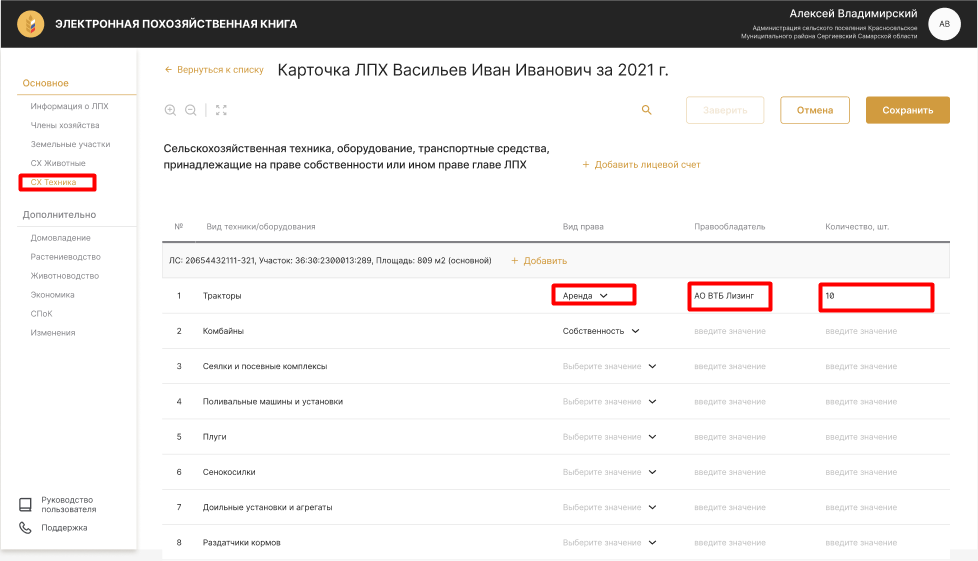 ЭЛЕКТРОННАЯ ПОХОЗЯЙСТВЕННАЯ КНИГА
Алексей Владимирский
Администрация сельского поселения Красносельское
Муниципального района Сергиевский Самарской области
АВ
Основное
Информация о ЛПХ
Члены хозяйства
Земельные участки
СХ Животные
СХ Техника
Дополнительно
Домовладение
Растениеводство
Животноводство
Экономика
СПоК
Изменения
Руководство
пользователя
Поддержка
← Вернуться к списку Карточка ЛПХ Васильев Иван Иванович за 2021 г.
Заверить Отмена Сохранить
Сельскохозяйственная техника, оборудование, транспортные средства,
принадлежащие на праве собственности или ином праве главе ЛПХ
+ Добавить лицевой счет
№ Вид техники/оборудования Вид права Правообладатель Количество, шт.
ЛС: 20654432111-321, Участок: 36:30:2300013:289, Площадь: 809 м2 (основной) + Добавить
1 Тракторы Аренда АО ВТБ Лизинг 10
2 Комбайны Собственность введите значение введите значение
3 Сеялки и посевные комплексы Выберите значение введите значение введите значение
4 Поливальные машины и установки Выберите значение введите значение введите значение
5 Плуги Выберите значение введите значение введите значение
6 Сенокосилки Выберите значение введите значение введите значение
7 Доильные установки и агрегаты Выберите значение введите значение введите значение
8 Раздатчики кормов Выберите значение введите значение введите значение